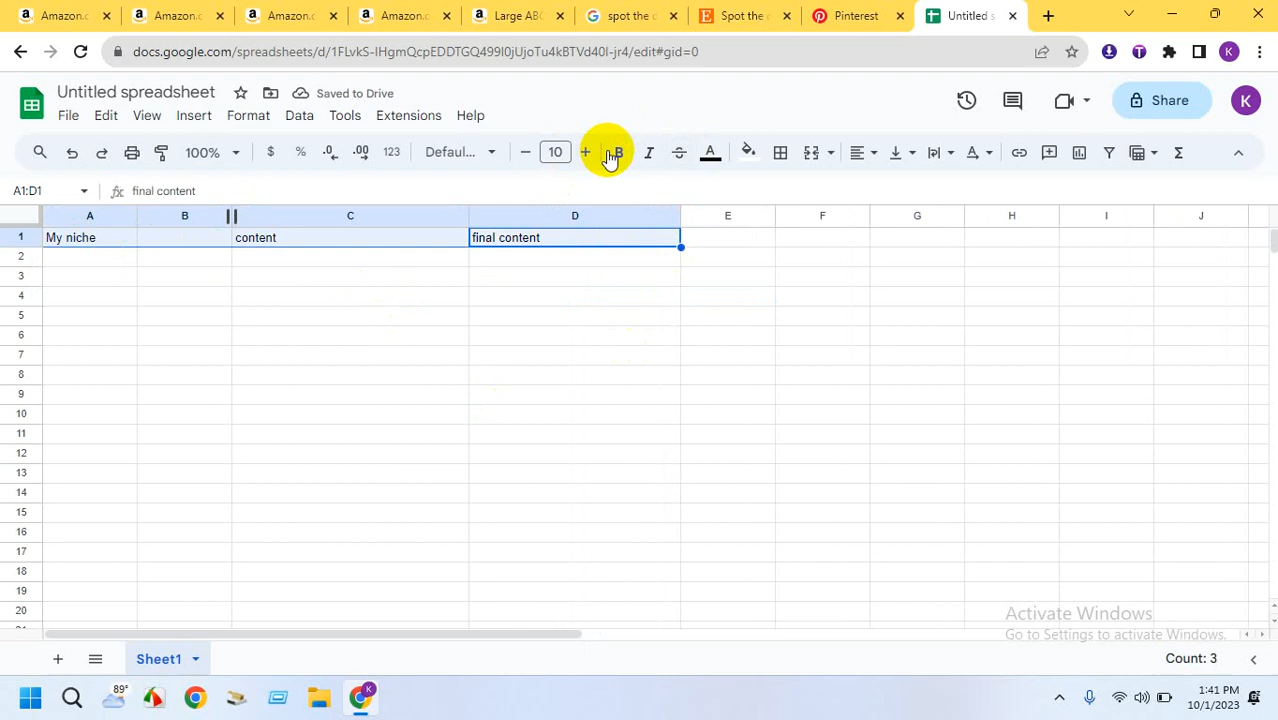 Amazon.c
Amazon.c
Amazon.c
Amazon.c
Large AB
spot the
Spot the
Pinterest
Untitled s
docs.google.com/spreadsheets/d/1FLvkS-IHgmQcpEDDTGQ499I0jUjoTu4kBTVd40I-jr4/edit#gid=0
K
Untitled spreadsheet
Saved to Drive
File Edit View Insert Format Data Tools Extensions Help
Share
K
100% $ % .0 .00 123 Defaul... 10 B I A Σ
A1:D1 fx final content
A B C D E F G H I J
1 My niche content final content
2
3
4
5
6
7
8
9
10
11
12
13
14
15
16
17
18
19
20
Activate Windows
Go to Settings to activate Windows.
Sheet1
Count: 3
89°
K
1:41 PM
10/1/2023